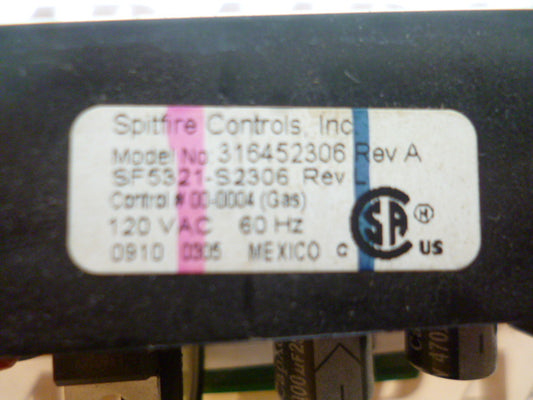 Spitfire Controls, Inc.
Model No: 316452306 Rev A
SF5321-S2306 Rev L
Control # 00-0004 (Gas)
120 VAC 60 Hz
0910 0305 MEXICO C SA ® US
470